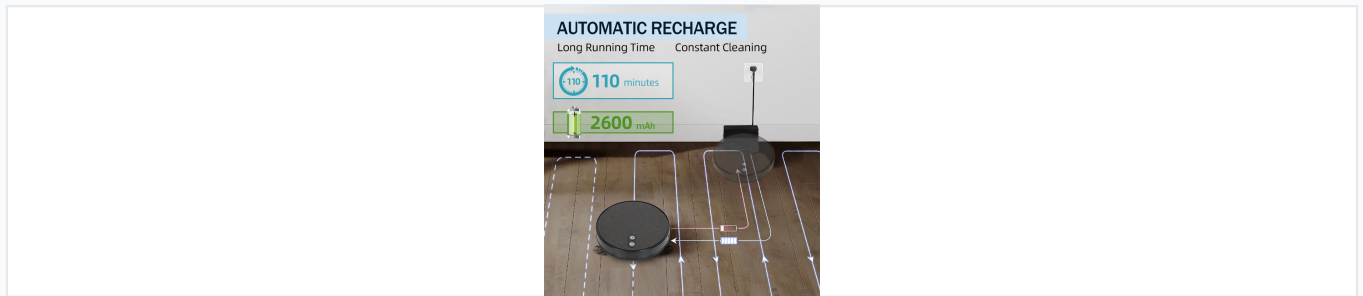 AUTOMATIC RECHARGE
Long Running Time Constant Cleaning
110 110 minutes
2600 mAh